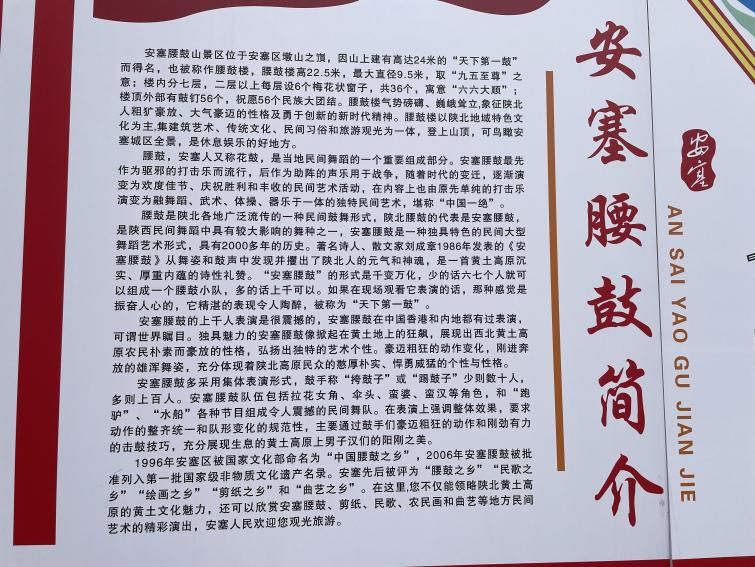 安塞腰鼓简介
安塞
AN SAI YAO GU JIAN JIE
安塞腰鼓山景区位于安塞区墩山之顶，因山上建有高达24米的“天下第一鼓”
而得名，也被称作腰鼓楼，腰鼓楼高22.5米，最大直径9.5米，取“九五至尊”之
意；楼内分七层，二层以上每层设6个梅花状窗子，共36个，寓意“六六大顺”；
楼顶外部有鼓钉56个，祝愿56个民族大团结。腰鼓楼气势磅礴、巍峨耸立,象征陕北
人粗犷豪放、大气豪迈的性格及勇于创新的新时代精神。腰鼓楼以陕北地域特色文
化为主,集建筑艺术、传统文化、民间习俗和旅游观光为一体，登上山顶，可鸟瞰安
塞城区全景，是休息娱乐的好地方。
腰鼓，安塞人又称花鼓，是当地民间舞蹈的一个重要组成部分。安塞腰鼓最先
作为驱邪的打击乐而流行，后作为助阵的声乐用于战争，随着时代的变迁，逐渐演
变为欢度佳节、庆祝胜利和丰收的民间艺术活动，在内容上也由原先单纯的打击乐
演变为融舞蹈、武术、体操、器乐于一体的独特民间艺术，堪称“中国一绝”。
腰鼓是陕北各地广泛流传的一种民间鼓舞形式，陕北腰鼓的代表是安塞腰鼓，
是陕西民间舞蹈中具有较大影响的舞种之一，安塞腰鼓是一种独具特色的民间大型
舞蹈艺术形式，具有2000多年的历史。著名诗人、散文家刘成章1986年发表的《安
塞腰鼓》从舞姿和鼓声中发现并攫出了陕北人的元气和神魂，是一首黄土高原沉
实、厚重内蕴的诗性礼赞。“安塞腰鼓”的形式是千变万化，少的话六七个人就可
以组成一个腰鼓小队，多的话上千可以。如果在现场观看它表演的话，那种感觉是
振奋人心的，它精湛的表现令人陶醉，被称为“天下第一鼓”。
安塞腰鼓的上千人表演是很震撼的，安塞腰鼓在中国香港和内地都有过表演，
可谓世界瞩目。独具魅力的安塞腰鼓像掀起在黄土地上的狂飙，展现出西北黄土高
原农民朴素而豪放的性格，弘扬出独特的艺术个性。豪迈粗狂的动作变化，刚进奔
放的雄浑舞姿，充分体现着陕北高原民众的憨厚朴实、悍勇威猛的个性与性格。
安塞腰鼓多采用集体表演形式，鼓手称“挎鼓子”或“踢鼓子”少则数十人，
多则上百人。安塞腰鼓队伍包括拉花女角、伞头、蛮婆、蛮汉等角色，和“跑
驴”、“水船”各种节目组成令人震撼的民间舞队。在表演上强调整体效果，要求
动作的整齐统一和队形变化的规范性，主要通过鼓手们豪迈粗狂的动作和刚劲有力
的击鼓技巧，充分展现生息的黄土高原上男子汉们的阳刚之美。
1996年安塞区被国家文化部命名为“中国腰鼓之乡”，2006年安塞腰鼓被批
准列入第一批国家级非物质文化遗产名录。安塞先后被评为“腰鼓之乡”“民歌之
乡”“绘画之乡”“剪纸之乡”和“曲艺之乡”。在这里,您不仅能领略陕北黄土高
原的黄土文化魅力，还可以欣赏安塞腰鼓、剪纸、民歌、农民画和曲艺等地方民间
艺术的精彩演出，安塞人民欢迎您观光旅游。